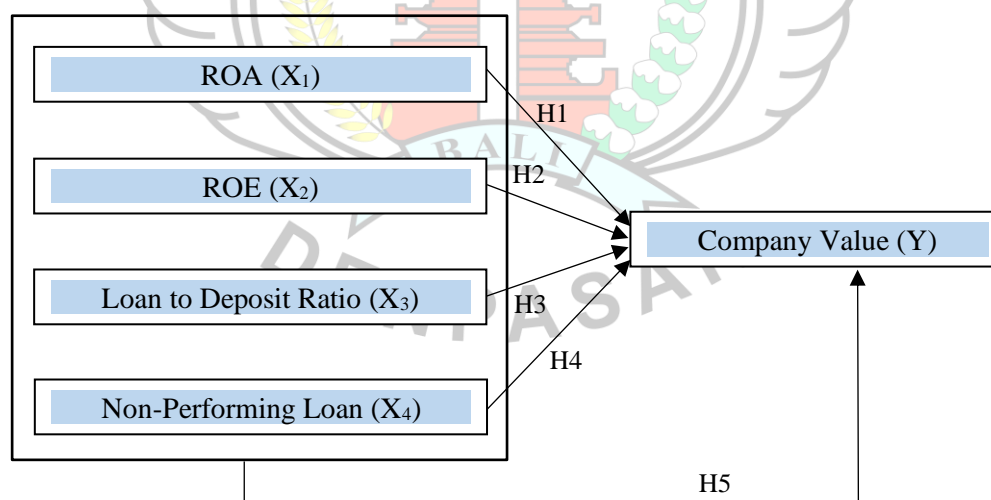 ROA (X₁)
H1
BALI
ROE (X₂)
H2
Company Value (Y)
Loan to Deposit Ratio (X₃)
H3
H4
Non-Performing Loan (X₄)
H5